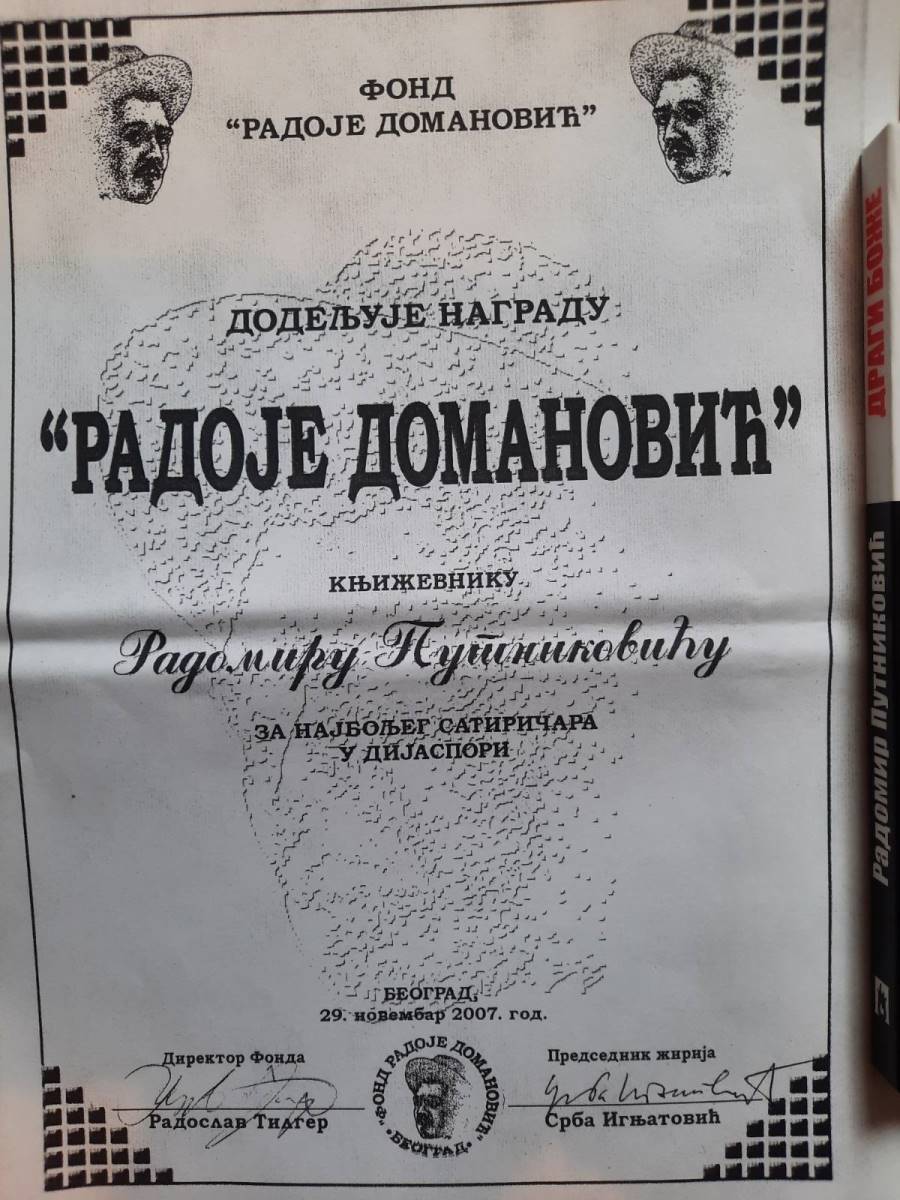 ФОНД
“РАДОЈЕ ДОМАНОВИЋ”
ДОДЕЉУЈЕ НАГРАДУ
“РАДОЈЕ ДОМАНОВИЋ”
КЊИЖЕВНИКУ
Радомиру Путниковићу
ЗА НАЈБОЉЕГ САТИРИЧАРА
У ДИЈАСПОРИ
БЕОГРАД,
29. новембар 2007. год.
Директор Фонда
Радослав Тилгер
ФОНД РАДОЈЕ ДОМАНОВИЋ
БЕОГРАД
Председник жирија
Срба Игњатовић
Радомир Путниковић
ДРАГИ БОЖЕ